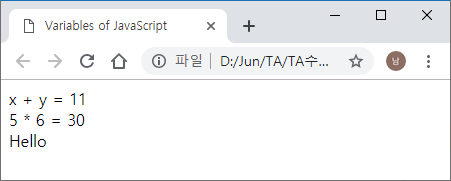 Variables of JavaScript
파일 D:/Jun/TA/TA수... 남
x + y = 11
5 * 6 = 30
Hello